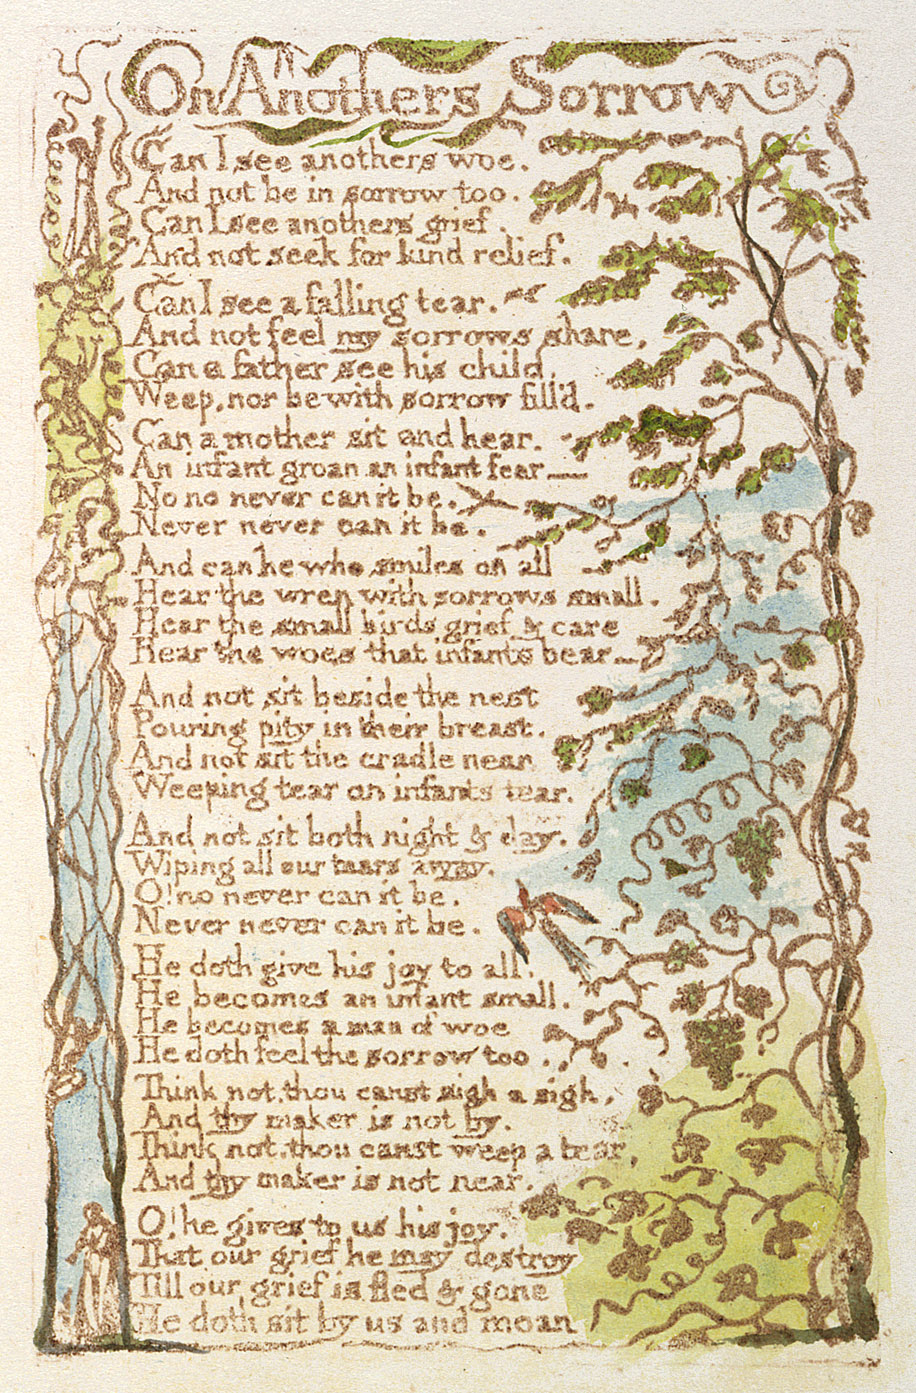 On Anothers Sorrow
Can I see anothers woe.
And not be in sorrow too.
Can I see anothers grief.
And not seek for kind relief.
Can I see a falling tear.
And not feel my sorrows share,
Can a father see his child,
Weep, nor be with sorrow fill'd.
Can a mother sit and hear.
An infant groan an infant fear—
No no never can it be.
Never never can it be.
And can he who smiles on all
Hear the wren with sorrows small.
Hear the small birds grief & care
Hear the woes that infants bear—
And not sit beside the nest
Pouring pity in their breast.
And not sit the cradle near
Weeping tear on infants tear.
And not sit both night & day.
Wiping all our tears away.
O! no never can it be.
Never never can it be.
He doth give his joy to all.
He becomes an infant small.
He becomes a man of woe
He doth feel the sorrow too.
Think not, thou canst sigh a sigh,
And thy maker is not by.
Think not, thou canst weep a tear,
And thy maker is not near.
O! he gives to us his joy.
That our grief he may destroy
Till our grief is fled & gone
He doth sit by us and moan